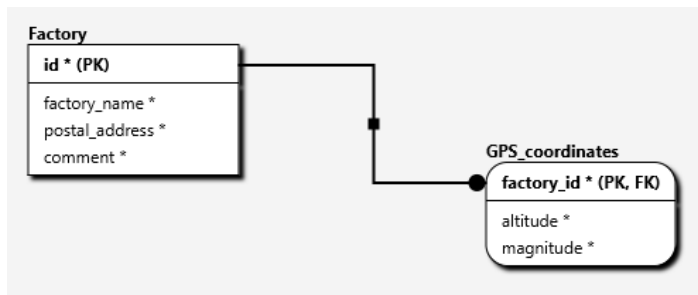 Factory
id * (PK)
factory_name *
postal_address *
comment *
GPS_coordinates
factory_id * (PK, FK)
altitude *
magnitude *